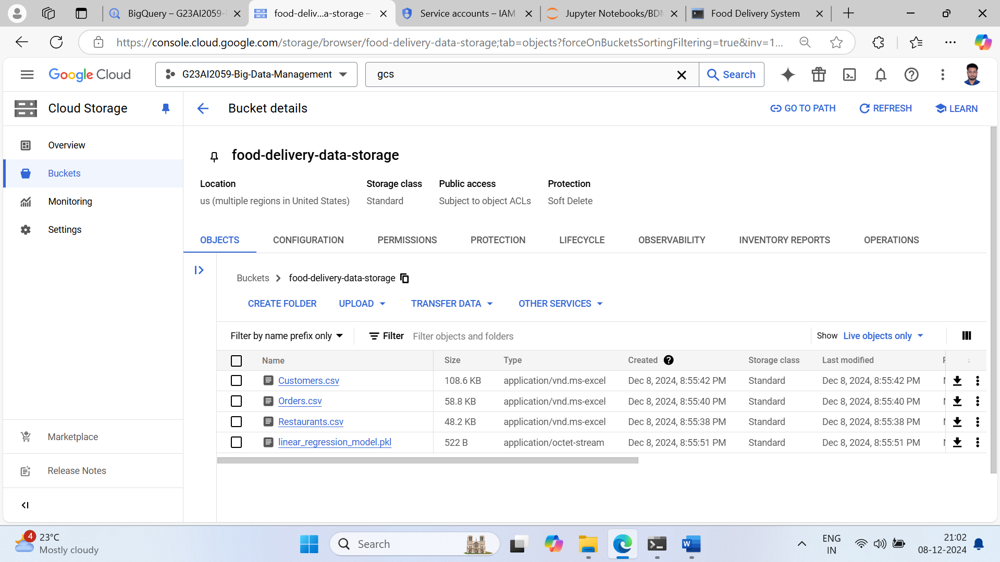 BigQuery – G23AI2059-
food-deliv...a-storage –
Service accounts – IAM
Jupyter Notebooks/BDM
Food Delivery System
https://console.cloud.google.com/storage/browser/food-delivery-data-storage;tab=objects?forceOnBucketsSortingFiltering=true&inv=1...
Google Cloud
G23AI2059-Big-Data-Management
gcs
Search
Cloud Storage
Bucket details
GO TO PATH
REFRESH
LEARN
Overview
Buckets
Monitoring
Settings
Marketplace
Release Notes
food-delivery-data-storage
Location Storage class Public access Protection
us (multiple regions in United States) Standard Subject to object ACLs Soft Delete
OBJECTS CONFIGURATION PERMISSIONS PROTECTION LIFECYCLE OBSERVABILITY INVENTORY REPORTS OPERATIONS
Buckets > food-delivery-data-storage
CREATE FOLDER UPLOAD TRANSFER DATA OTHER SERVICES
Filter by name prefix only Filter Filter objects and folders Show Live objects only
Name Size Type Created Storage class Last modified
Customers.csv 108.6 KB application/vnd.ms-excel Dec 8, 2024, 8:55:42 PM Standard Dec 8, 2024, 8:55:42 PM
Orders.csv 58.8 KB application/vnd.ms-excel Dec 8, 2024, 8:55:40 PM Standard Dec 8, 2024, 8:55:40 PM
Restaurants.csv 48.2 KB application/vnd.ms-excel Dec 8, 2024, 8:55:38 PM Standard Dec 8, 2024, 8:55:38 PM
linear_regression_model.pkl 522 B application/octet-stream Dec 8, 2024, 8:55:51 PM Standard Dec 8, 2024, 8:55:51 PM
4
23°C
Mostly cloudy
Search
ENG
IN
21:02
08-12-2024